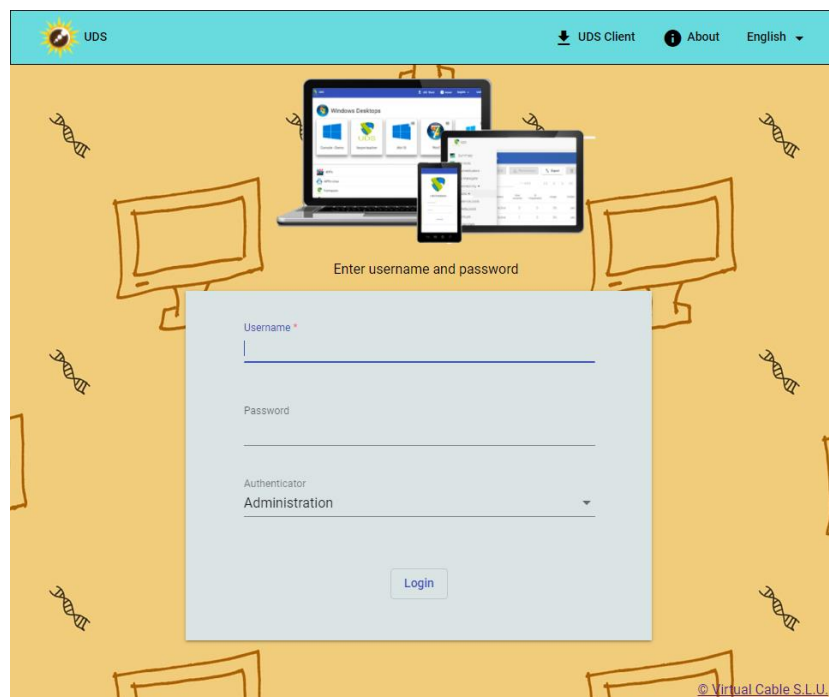 UDS
UDS Client
About
English
Windows Desktops
Enter username and password
Username *
Password
Authenticator
Administration
Login
© Virtual Cable S.L.U.